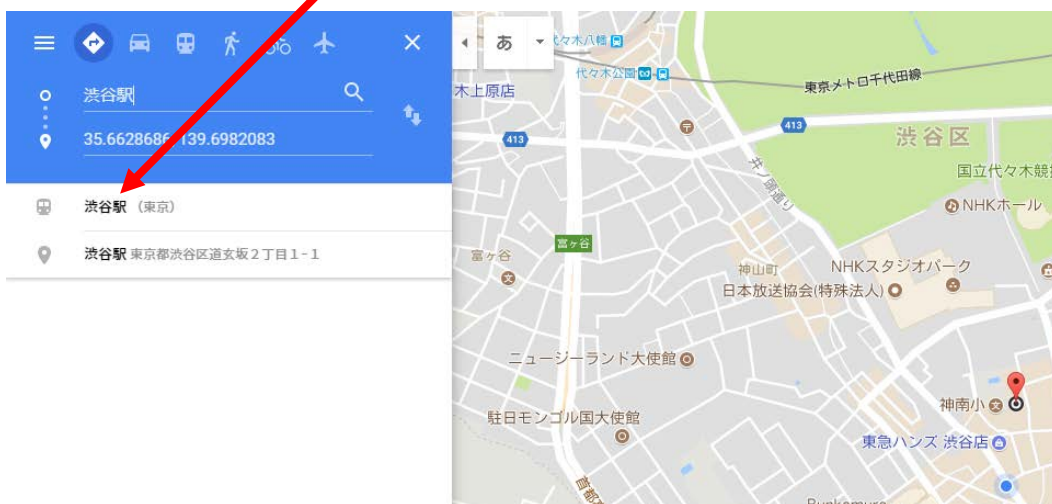 渋谷駅
35.6628686, 139.6982083
渋谷駅 (東京)
渋谷駅 東京都渋谷区道玄坂2丁目1-1
あ
代々木八幡
代々木公園
木上原店
東京メトロ千代田線
413
413
渋谷区
井ノ頭通り
国立代々木競
NHKホール
富ヶ谷
富ヶ谷
神山町
NHKスタジオパーク
日本放送協会(特殊法人)
ニュージーランド大使館
神南小
駐日モンゴル国大使館
東急ハンズ 渋谷店
首都
Bunkamura